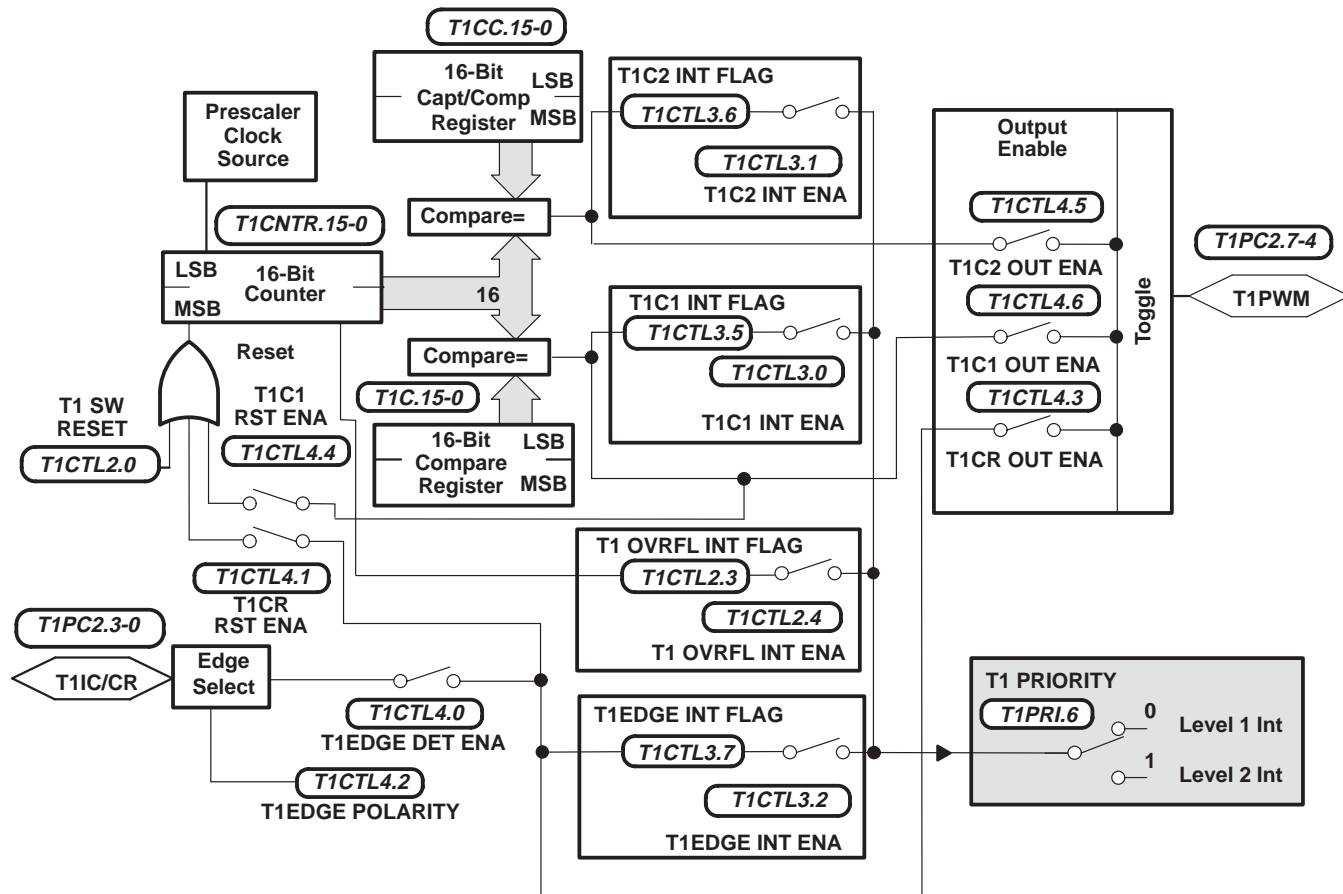 T1CC.15-0
16-Bit
Capt/Comp
Register
LSB
MSB
Prescaler
Clock
Source
T1CNTR.15-0
LSB
MSB
16-Bit
Counter
16
Compare=
Compare=
Reset
T1C1
RST ENA
T1CTL4.4
T1 SW
RESET
T1CTL2.0
T1C.15-0
16-Bit
Compare
Register
LSB
MSB
T1C2 INT FLAG
T1CTL3.6
T1CTL3.1
T1C2 INT ENA
T1C1 INT FLAG
T1CTL3.5
T1CTL3.0
T1C1 INT ENA
Output
Enable
T1CTL4.5
T1C2 OUT ENA
T1CTL4.6
T1C1 OUT ENA
T1CTL4.3
T1CR OUT ENA
Toggle
T1PC2.7-4
T1PWM
T1CTL4.1
T1CR
RST ENA
T1 OVRFL INT FLAG
T1CTL2.3
T1CTL2.4
T1 OVRFL INT ENA
T1PC2.3-0
T1IC/CR
Edge
Select
T1CTL4.0
T1EDGE DET ENA
T1CTL4.2
T1EDGE POLARITY
T1EDGE INT FLAG
T1CTL3.7
T1CTL3.2
T1EDGE INT ENA
T1 PRIORITY
T1PRI.6
0
Level 1 Int
1
Level 2 Int